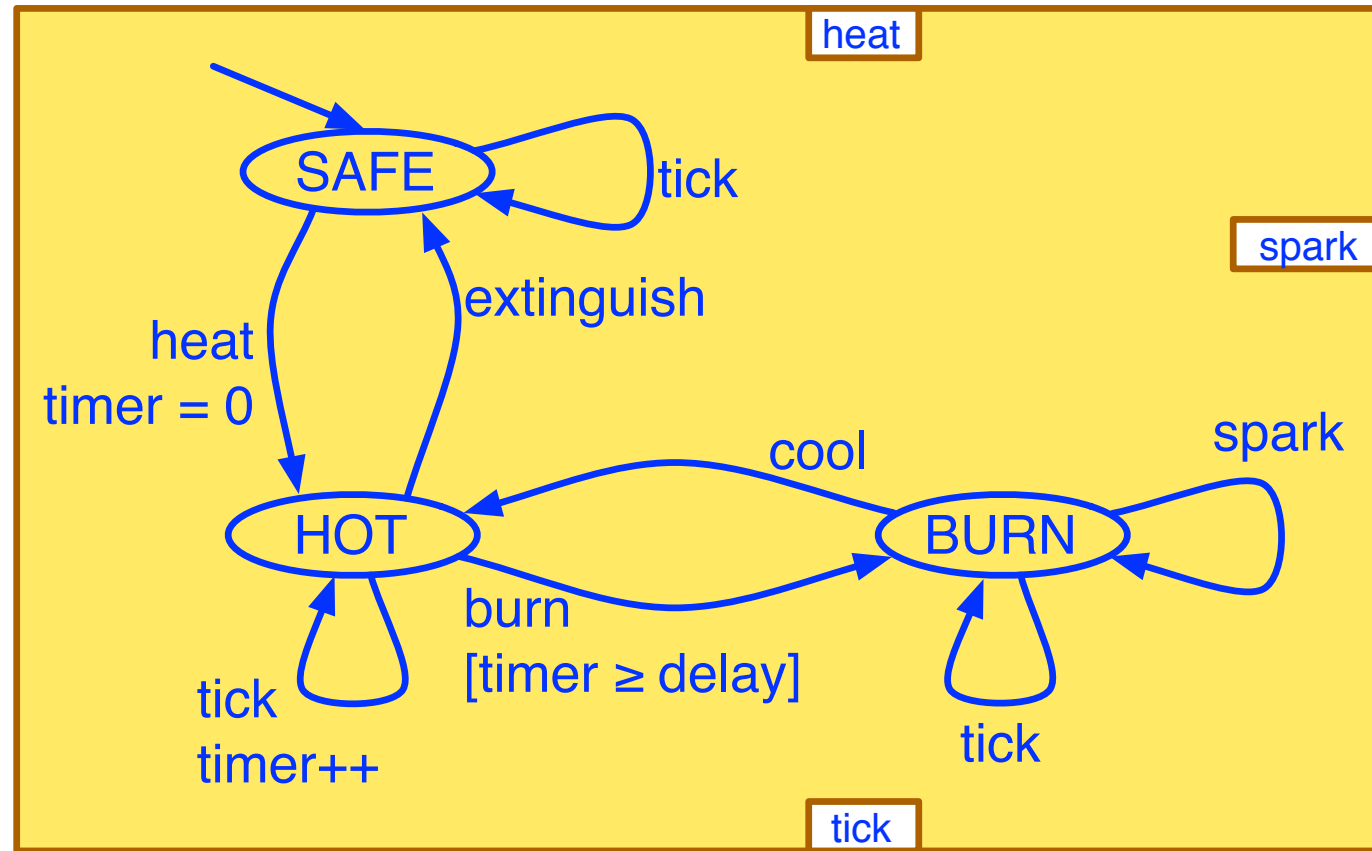 heat
SAFE
tick
spark
extinguish
heat
timer = 0
cool
spark
HOT
BURN
burn
[timer ≥ delay]
tick
timer++
tick
tick